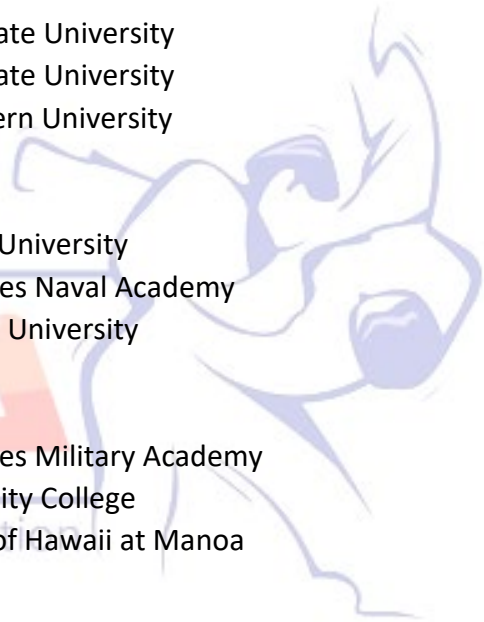 ate University
ate University
ern University
University
es Naval Academy
University
es Military Academy
ity College
of Hawaii at Manoa
tion